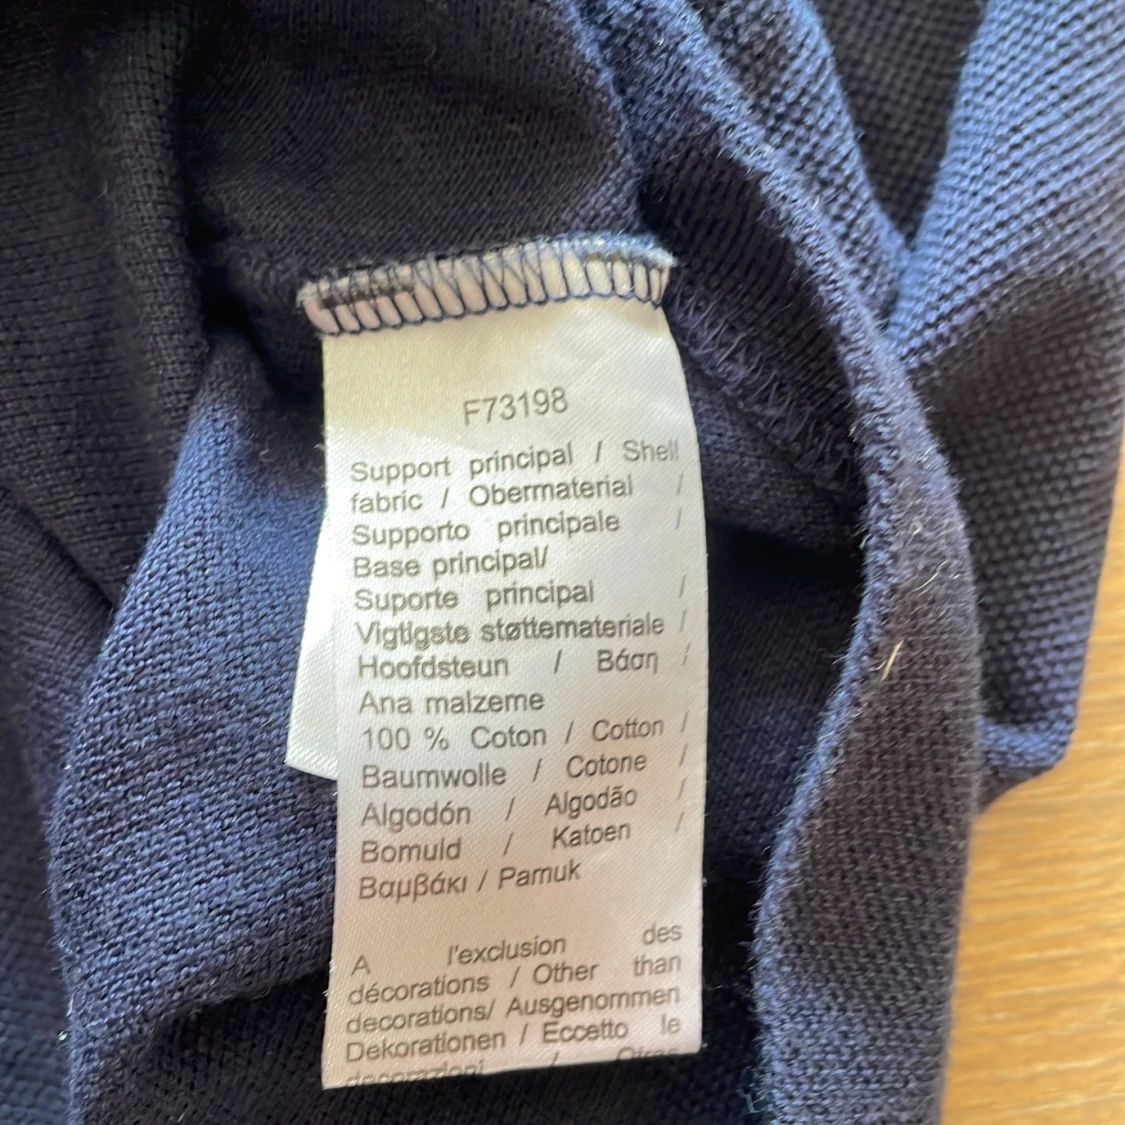 F73198
Support principal / Shell
fabric / Obermaterial /
Supporto principale /
Base principal/
Suporte principal /
Vigtigste støttemateriale /
Hoofdsteun / Βάση /
Ana malzeme
100 % Coton / Cotton /
Baumwolle / Cotone /
Algodón / Algodão /
Bomuld / Katoen /
Βαμβάκι / Pamuk
A l'exclusion des
décorations / Other than
decorations/ Ausgenommen
Dekorationen / Eccetto le
decorazioni /